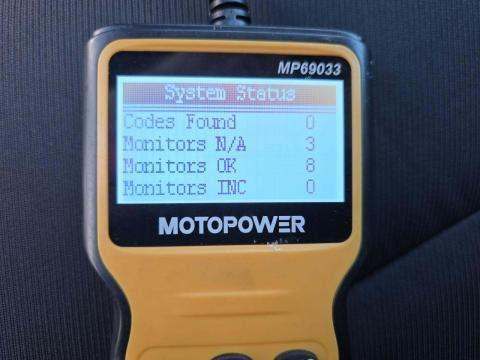 MP69033
System Status
Codes Found 0
Monitors N/A 3
Monitors OK 8
Monitors INC 0
MOTOPOWER